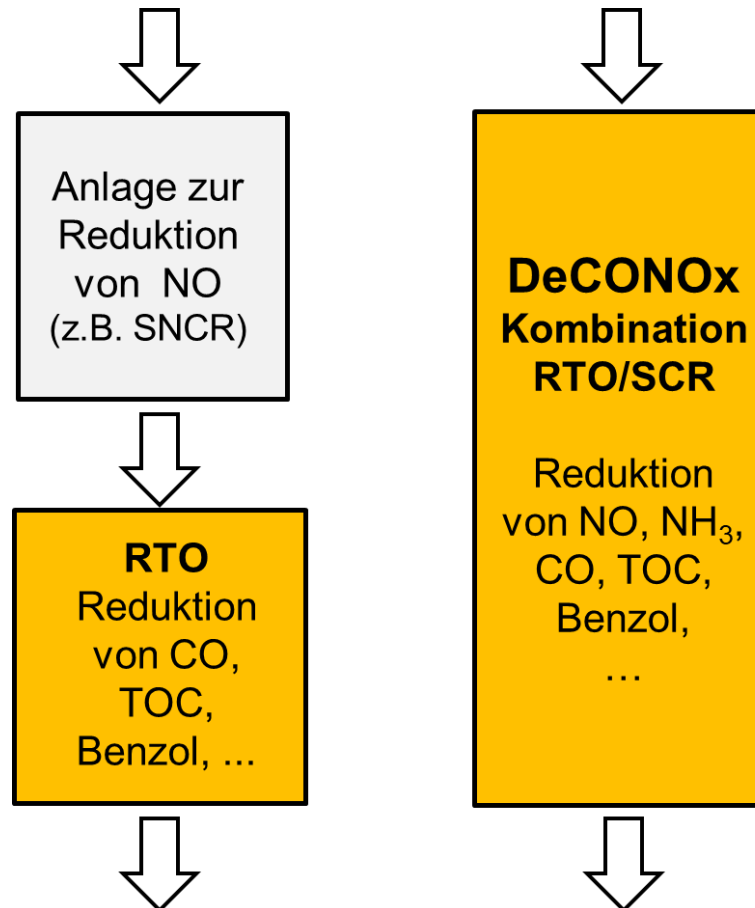 Anlage zur
Reduktion
von NO
(z.B. SNCR)
RTO
Reduktion
von CO,
TOC,
Benzol, ...
DeCONOx
Kombination
RTO/SCR
Reduktion
von NO, NH₃,
CO, TOC,
Benzol,
...